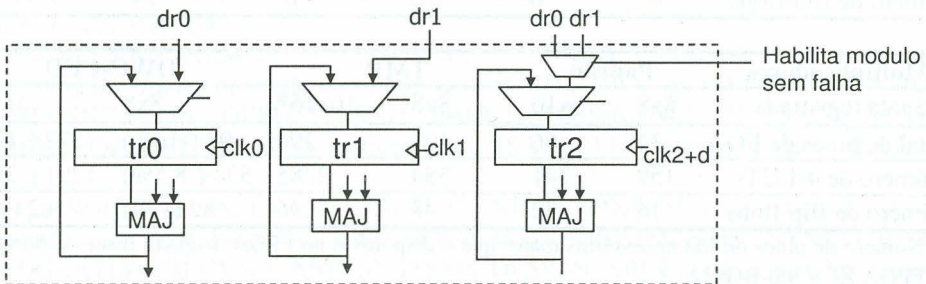 dr0
dr1
dr0 dr1
Habilita modulo
sem falha
tr0
clk0
tr1
clk1
tr2
clk2+d
MAJ
MAJ
MAJ